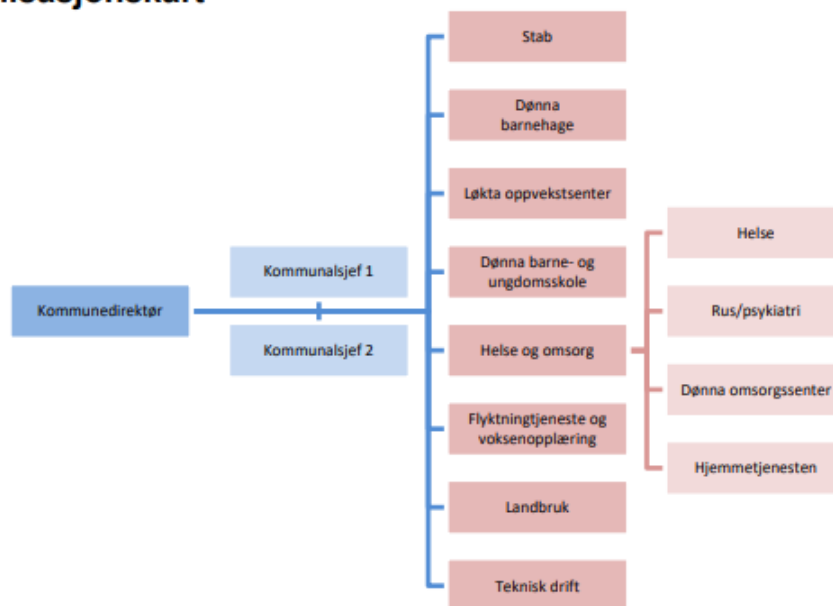 Stab
Dønna
barnehage
Løkta oppvekstsenter
Kommunalsjef 1
Dønna barne- og
ungdomsskole
Helse
Kommunedirektør
Rus/psykiatri
Kommunalsjef 2
Helse og omsorg
Dønna omsorgssenter
Flyktningtjeneste og
voksenopplæring
Hjemmetjenesten
Landbruk
Teknisk drift